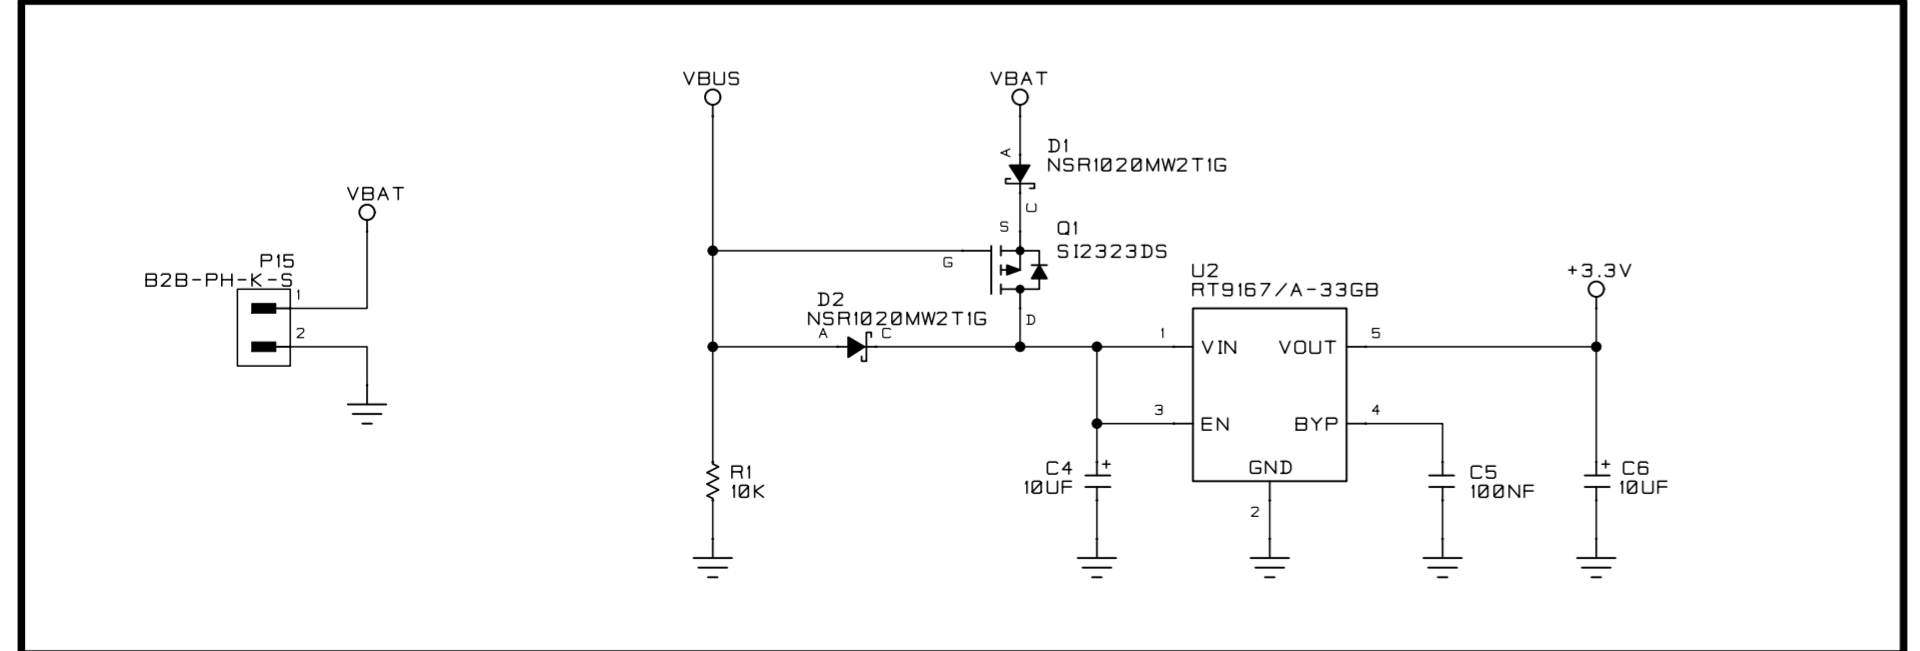 VBUS
VBAT
D1
NSR1020MW2T1G
A
C
S
Q1
SI2323DS
G
D
VBAT
P15
B2B-PH-K-S
1
2
D2
NSR1020MW2T1G
A
C
U2
RT9167/A-33GB
1
VIN
VOUT
5
3
EN
BYP
4
GND
2
+3.3V
R1
10K
C4
+
10UF
C5
100NF
+
C6
10UF